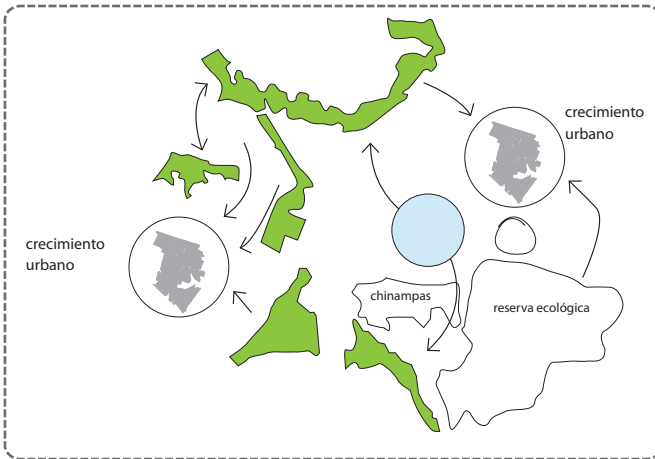 crecimiento
urbano
crecimiento
urbano
chinampas
reserva ecológica